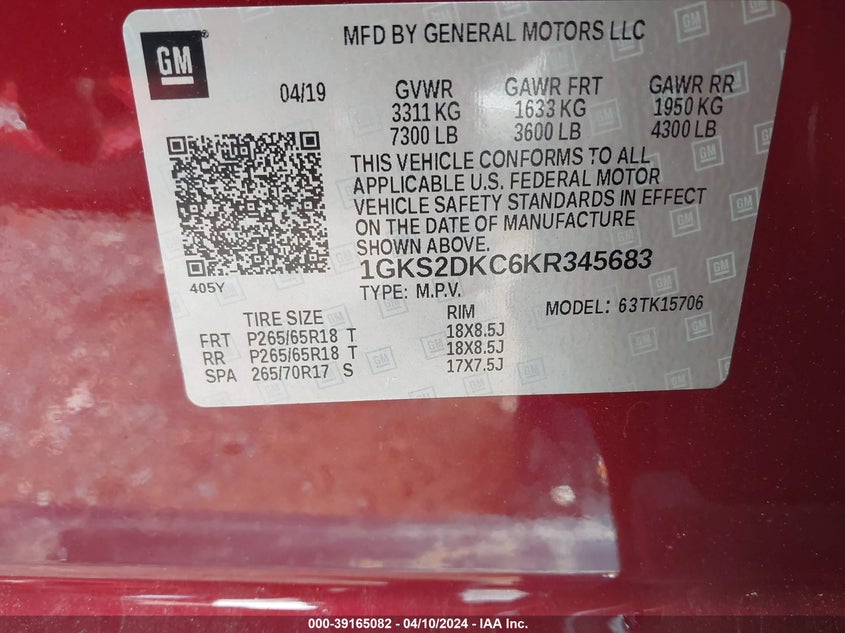 GM
®
MFD BY GENERAL MOTORS LLC
04/19 GVWR GAWR FRT GAWR RR
3311 KG 1633 KG 1950 KG
7300 LB 3600 LB 4300 LB
THIS VEHICLE CONFORMS TO ALL
APPLICABLE U.S. FEDERAL MOTOR
VEHICLE SAFETY STANDARDS IN EFFECT
ON THE DATE OF MANUFACTURE
SHOWN ABOVE.
405Y
1GKS2DKC6KR345683
TYPE: M.P.V. MODEL: 63TK15706
TIRE SIZE RIM
FRT P265/65R18 T 18X8.5J
RR P265/65R18 T 18X8.5J
SPA 265/70R17 S 17X7.5J
000-39165082 - 04/10/2024 - IAA Inc.